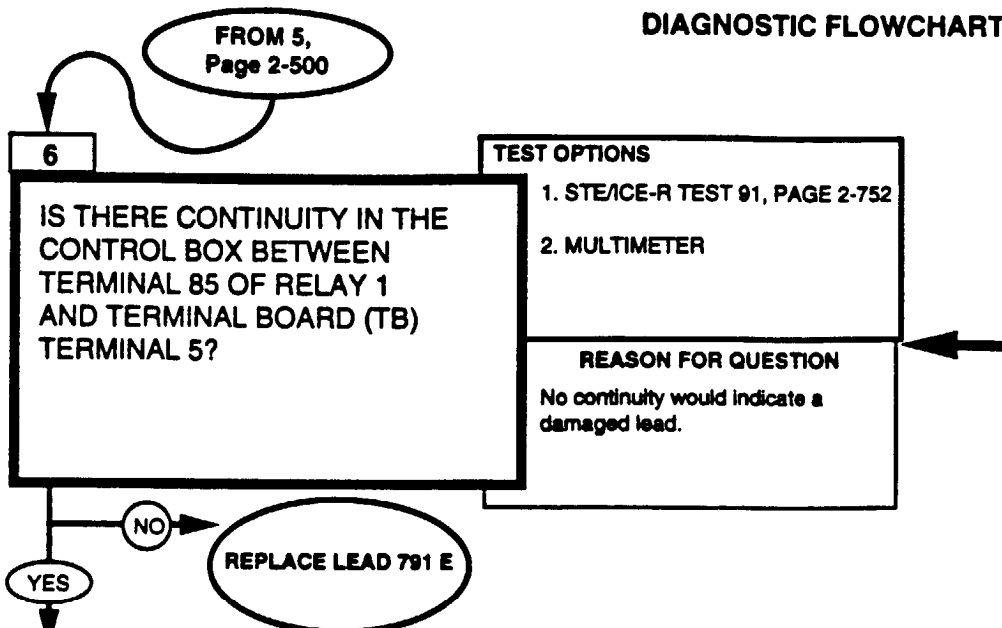 DIAGNOSTIC FLOWCHART
FROM 5,
Page 2-500
6
IS THERE CONTINUITY IN THE
CONTROL BOX BETWEEN
TERMINAL 85 OF RELAY 1
AND TERMINAL BOARD (TB)
TERMINAL 5?
TEST OPTIONS
1. STE/ICE-R TEST 91, PAGE 2-752
2. MULTIMETER
REASON FOR QUESTION
No continuity would indicate a
damaged lead.
NO
REPLACE LEAD 791 E
YES